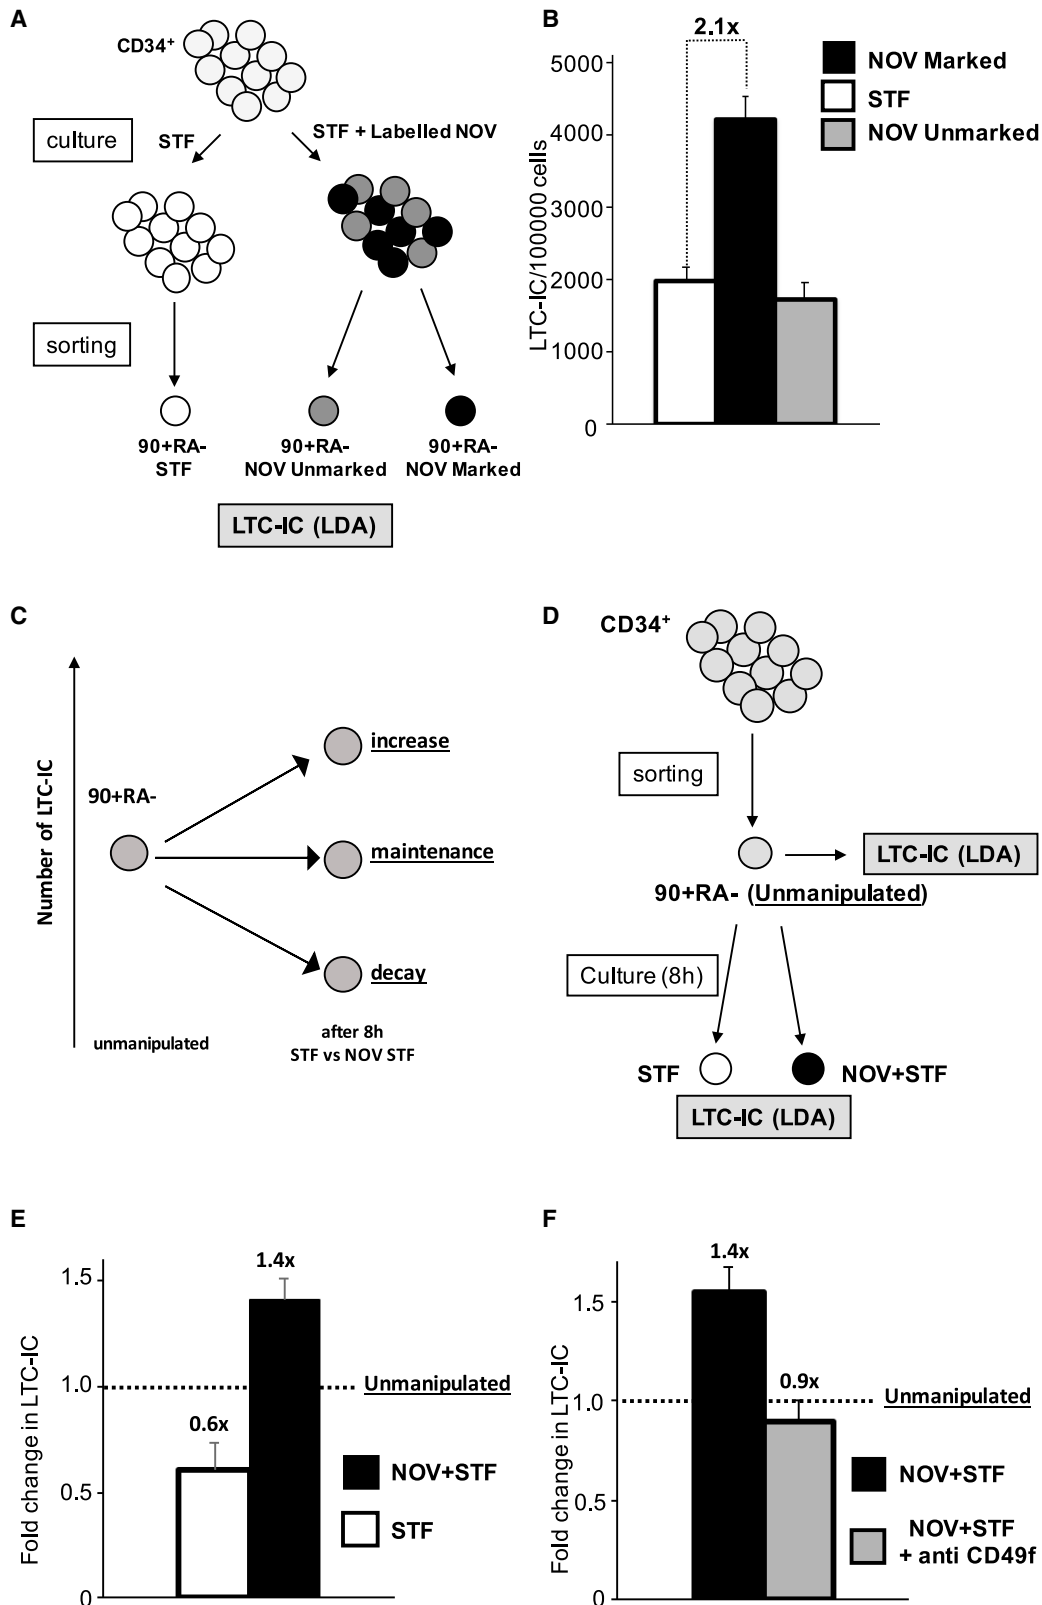 A
CD34+
culture
STF
STF + Labelled NOV
sorting
90+RA-
STF
90+RA-
NOV Unmarked
90+RA-
NOV Marked
LTC-IC (LDA)
B
2.1x
NOV Marked
STF
NOV Unmarked
LTC-IC/100000 cells
5000
4000
3000
2000
1000
0
C
Number of LTC-IC
90+RA-
increase
maintenance
decay
unmanipulated
after 8h
STF vs NOV STF
D
CD34+
sorting
LTC-IC (LDA)
90+RA- (Unmanipulated)
Culture (8h)
STF
NOV+STF
LTC-IC (LDA)
E
Fold change in LTC-IC
1.5
1.0
0.5
0
1.4x
0.6x
Unmanipulated
NOV+STF
STF
F
Fold change in LTC-IC
1.5
1.0
0.5
0
1.4x
0.9x
Unmanipulated
NOV+STF
NOV+STF
+ anti CD49f